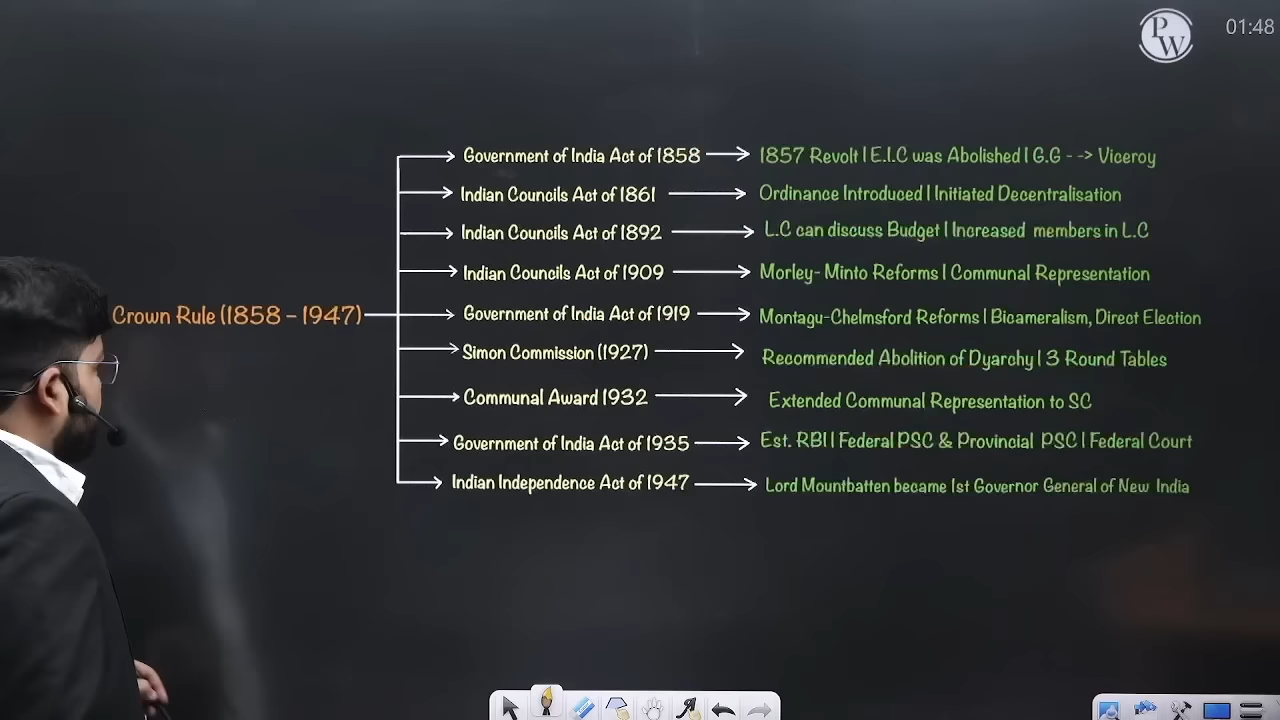 PW
01:48
Government of India Act of 1858 1857 Revolt | E.I.C was Abolished | G.G - -> Viceroy
Indian Councils Act of 1861 Ordinance Introduced | Initiated Decentralisation
Indian Councils Act of 1892 L.C can discuss Budget | Increased members in L.C
Indian Councils Act of 1909 Morley- Minto Reforms | Communal Representation
Crown Rule (1858 – 1947) Government of India Act of 1919 Montagu-Chelmsford Reforms | Bicameralism, Direct Election
Simon Commission (1927) Recommended Abolition of Dyarchy | 3 Round Tables
Communal Award 1932 Extended Communal Representation to SC
Government of India Act of 1935 Est. RBI | Federal PSC & Provincial PSC | Federal Court
Indian Independence Act of 1947 Lord Mountbatten became 1st Governor General of New India